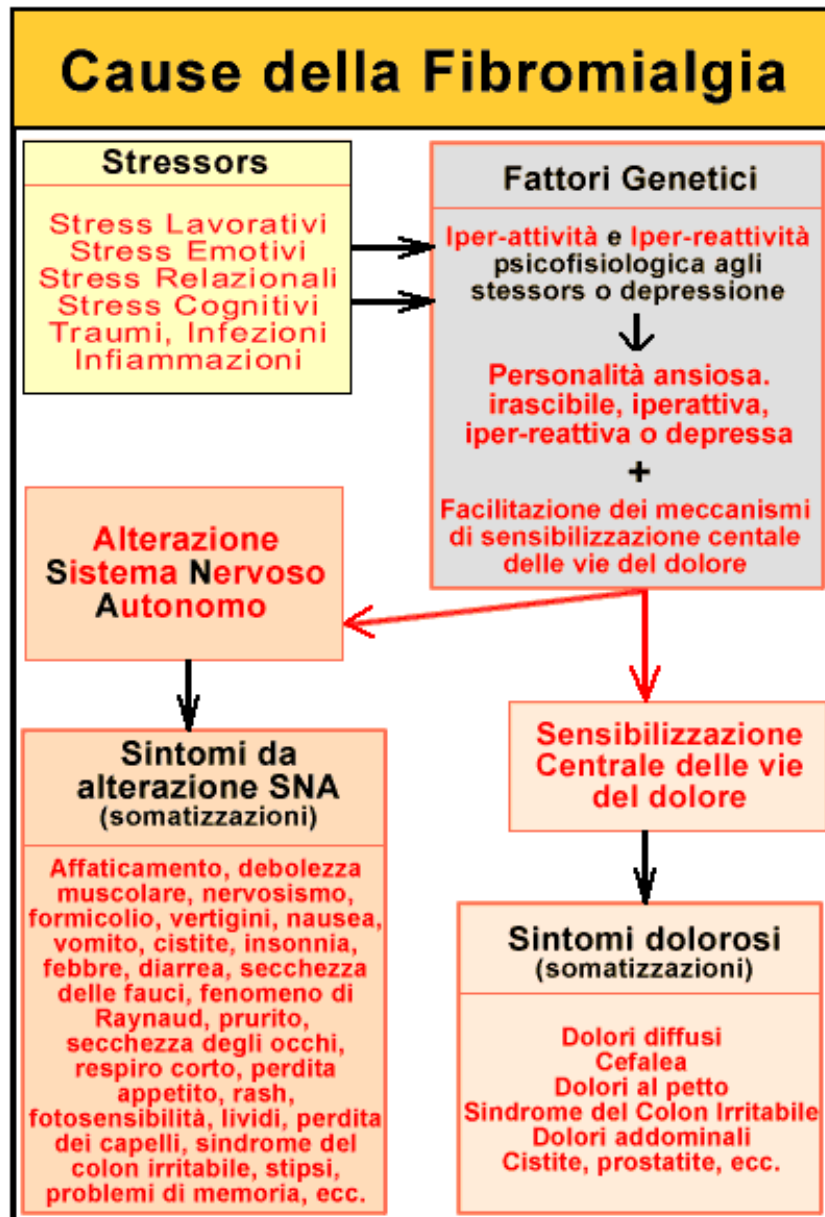 Cause della Fibromialgia
Stressors
Stress Lavorativi
Stress Emotivi
Stress Relazionali
Stress Cognitivi
Traumi, Infezioni
Infiammazioni
Fattori Genetici
Iper-attività e Iper-reattività
psicofisiologica agli
stessors o depressione
Personalità ansiosa.
irascibile, iperattiva,
iper-reattiva o depressa
+
Facilitazione dei meccanismi
di sensibilizzazione centale
delle vie del dolore
Alterazione
Sistema Nervoso
Autonomo
Sintomi da
alterazione SNA
(somatizzazioni)
Affaticamento, debolezza
muscolare, nervosismo,
formicolio, vertigini, nausea,
vomito, cistite, insonnia,
febbre, diarrea, secchezza
delle fauci, fenomeno di
Raynaud, prurito,
secchezza degli occhi,
respiro corto, perdita
appetito, rash,
fotosensibilità, lividi, perdita
dei capelli, sindrome del
colon irritabile, stipsi,
problemi di memoria, ecc.
Sensibilizzazione
Centrale delle vie
del dolore
Sintomi dolorosi
(somatizzazioni)
Dolori diffusi
Cefalea
Dolori al petto
Sindrome del Colon Irritabile
Dolori addominali
Cistite, prostatite, ecc.